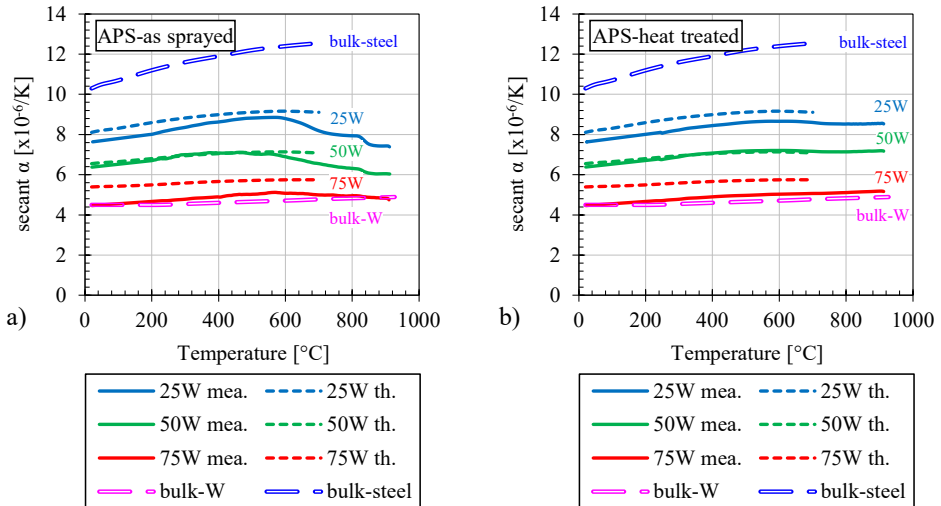 APS-as sprayed
bulk-steel
25W
50W
75W
bulk-W
secant α [x10⁻⁶/K]
14
12
10
8
6
4
2
0
0 200 400 600 800 1000
Temperature [°C]
a)
25W mea. 25W th.
50W mea. 50W th.
75W mea. 75W th.
bulk-W bulk-steel
APS-heat treated
bulk-steel
25W
50W
75W
bulk-W
secant α [x10⁻⁶/K]
14
12
10
8
6
4
2
0
0 200 400 600 800 1000
Temperature [°C]
b)
25W mea. 25W th.
50W mea. 50W th.
75W mea. 75W th.
bulk-W bulk-steel